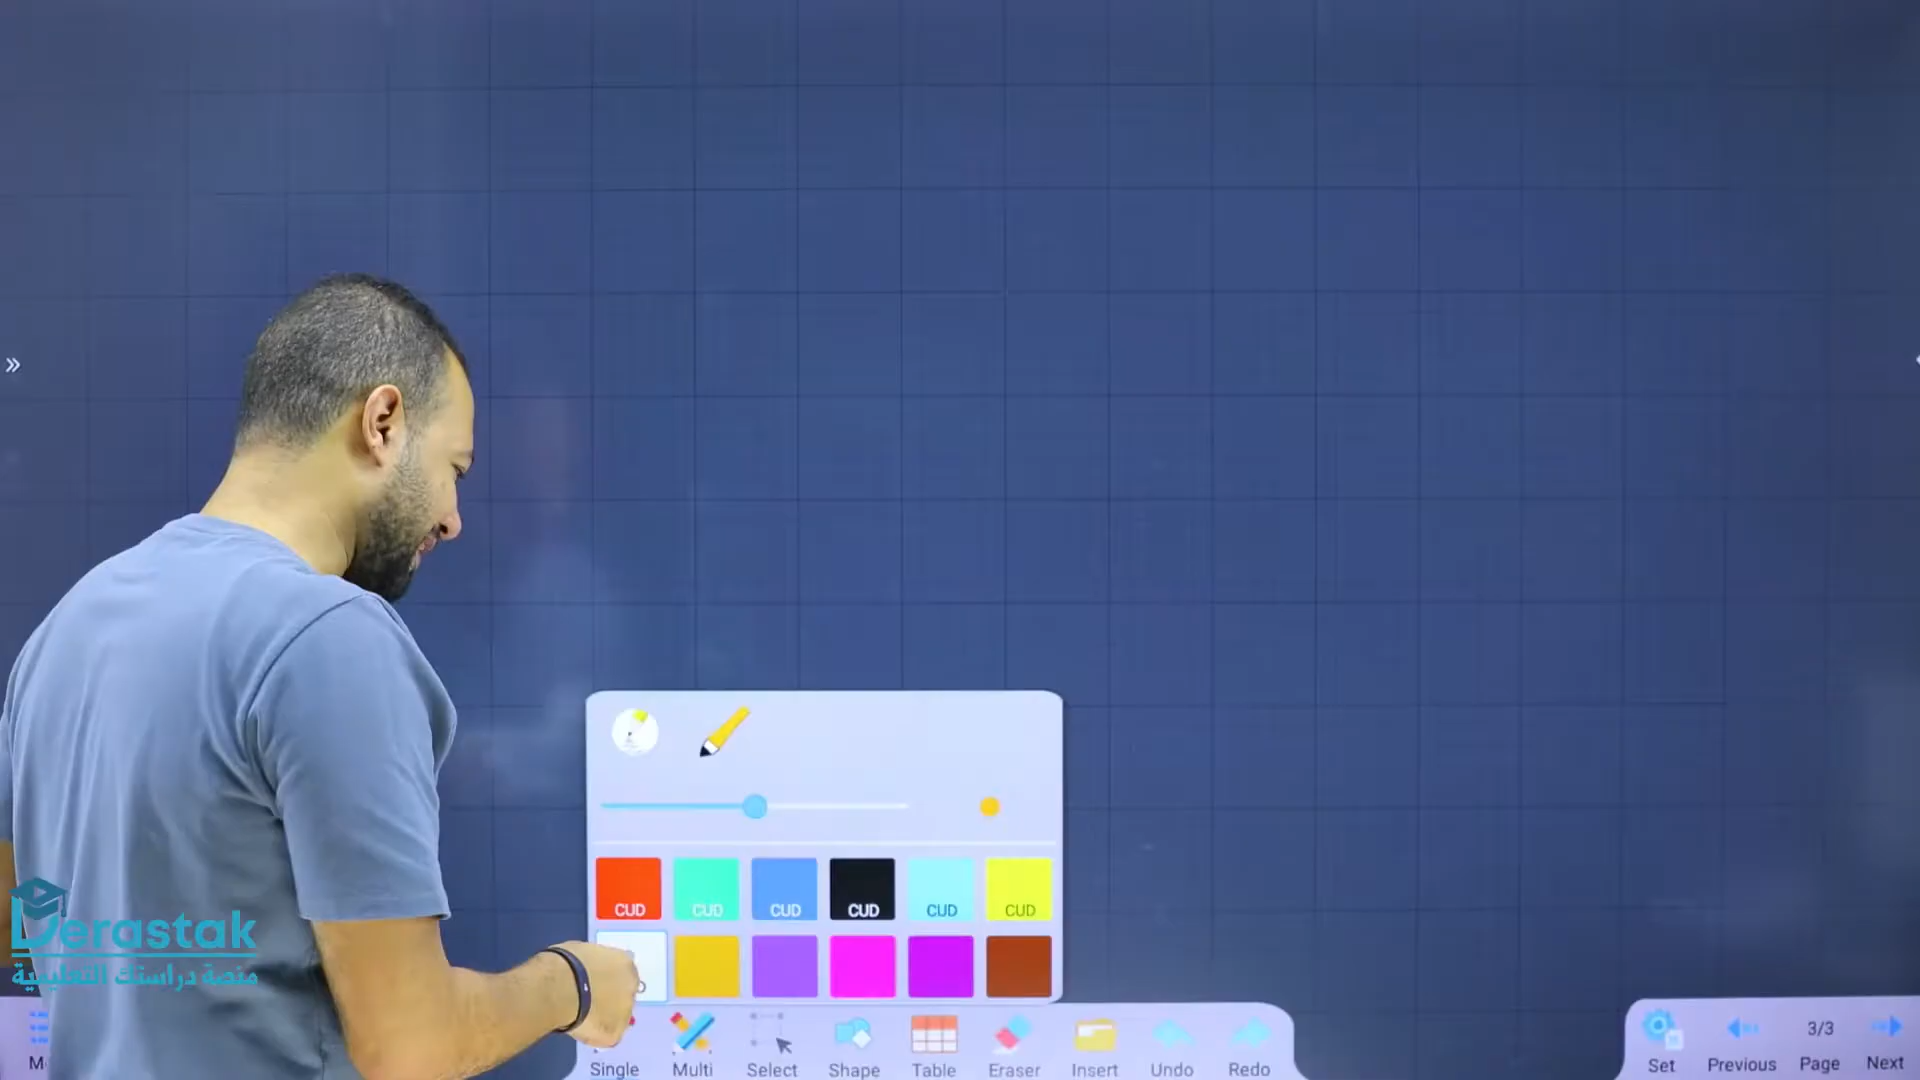 »
CUD CUD CUD CUD CUD CUD
Derastak
منصة دراستك التعليمية
Single Multi Select Shape Table Eraser Insert Undo Redo
3/3
Set Previous Page Next